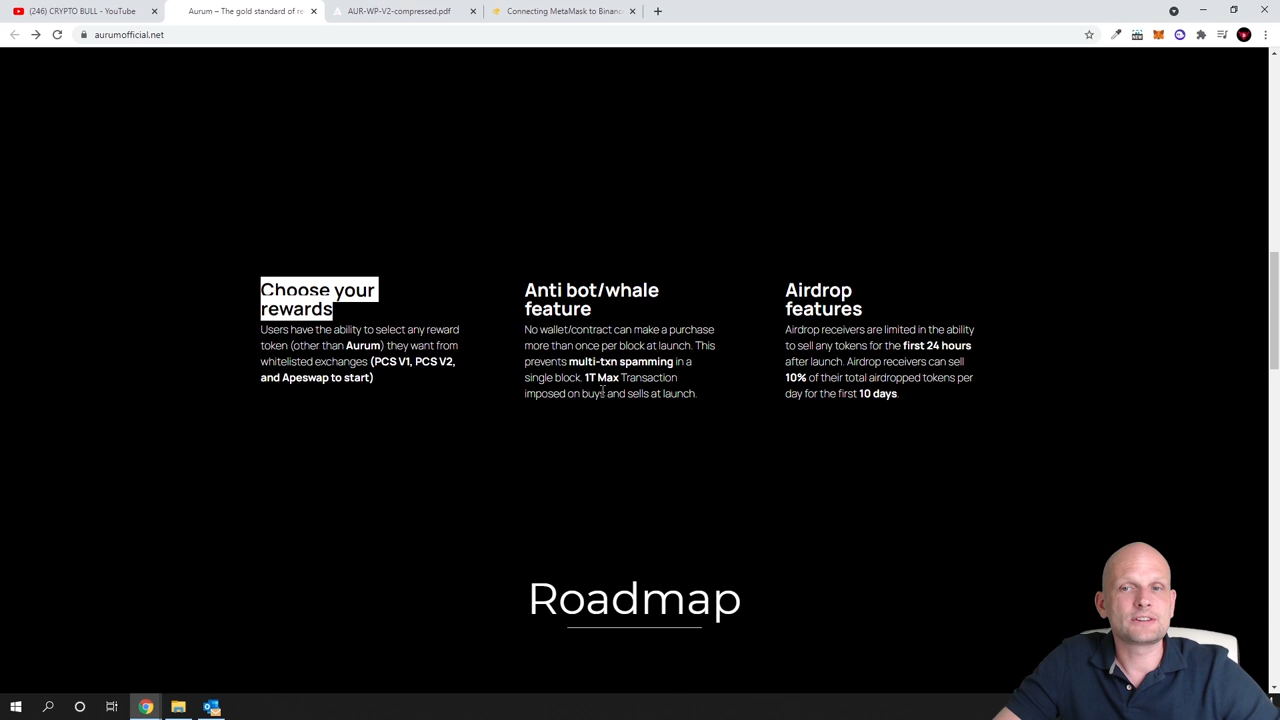 (246) CRYPTO BULL - YouTube
Aurum – The gold standard of re
AUR-WP-V2-compressed.pdf
Connecting MetaMask to Binanc
aurumofficial.net
Choose your
rewards
Users have the ability to select any reward
token (other than Aurum) they want from
whitelisted exchanges (PCS V1, PCS V2,
and Apeswap to start)
Anti bot/whale
feature
No wallet/contract can make a purchase
more than once per block at launch. This
prevents multi-txn spamming in a
single block. 1T Max Transaction
imposed on buys and sells at launch.
Airdrop
features
Airdrop receivers are limited in the ability
to sell any tokens for the first 24 hours
after launch. Airdrop receivers can sell
10% of their total airdropped tokens per
day for the first 10 days.
Roadmap